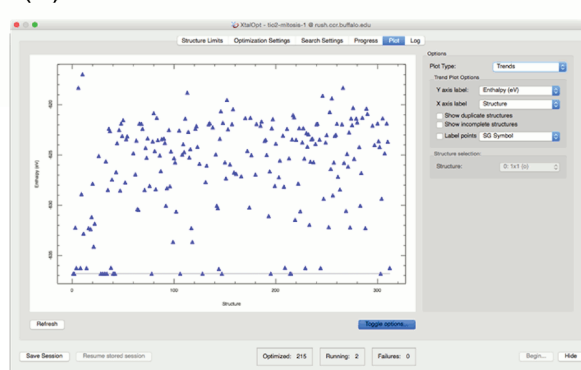 XtalOpt - tio2-mitosis-1 @ rush.ccr.buffalo.edu
Structure Limits Optimization Settings Search Settings Progress Plot Log
Options
Plot Type: Trends
Trend Plot Options
Y axis label: Enthalpy (eV)
X axis label Structure
Show duplicate structures
Show incomplete structures
Label points SG Symbol
Structure selection:
Structure: 0: 1x1 (o)
Enthalpy (eV)
0 100 200 300
Structure
Refresh Toggle options...
Save Session Resume stored session Optimized: 215 Running: 2 Failures: 0 Begin... Hide